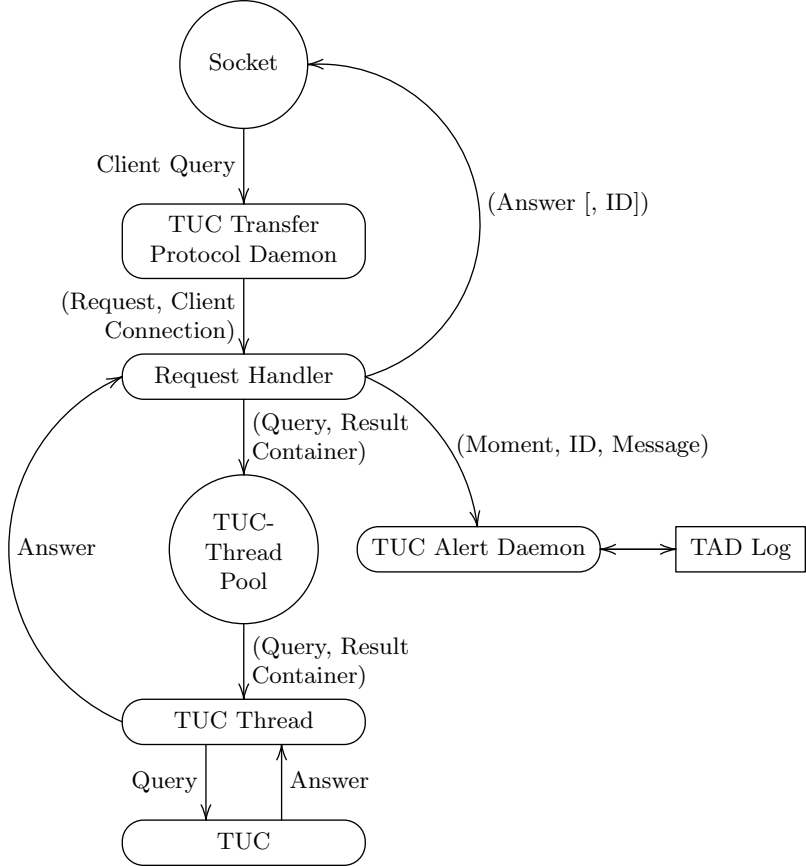 Socket
Client Query
(Answer [, ID])
TUC Transfer
Protocol Daemon
(Request, Client
Connection)
Request Handler
(Query, Result
Container)
(Moment, ID, Message)
TUC-
Thread
Pool
Answer
TUC Alert Daemon
TAD Log
(Query, Result
Container)
TUC Thread
Query
Answer
TUC